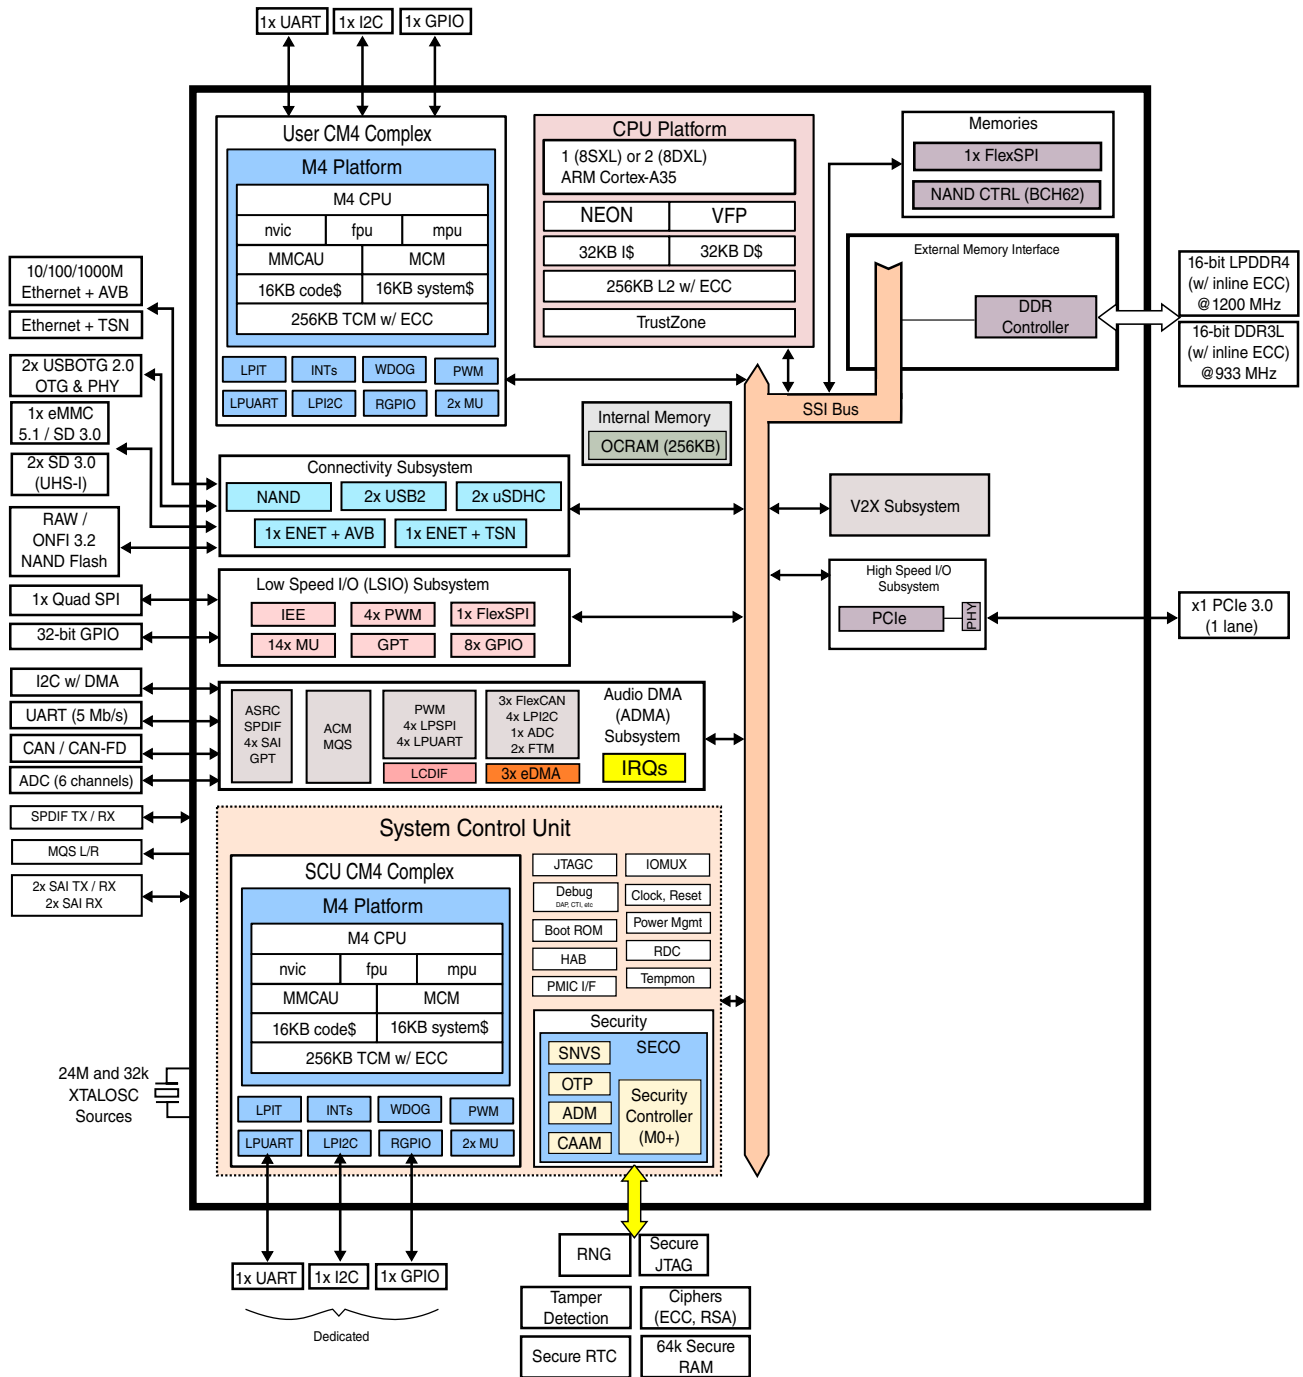 1x UART
1x I2C
1x GPIO
User CM4 Complex
M4 Platform
M4 CPU
nvic
fpu
mpu
MMCAU
MCM
16KB code$
16KB system$
256KB TCM w/ ECC
LPIT
INTs
WDOG
PWM
LPUART
LPI2C
RGPIO
2x MU
CPU Platform
1 (8SXL) or 2 (8DXL)
ARM Cortex-A35
NEON
VFP
32KB I$
32KB D$
256KB L2 w/ ECC
TrustZone
Memories
1x FlexSPI
NAND CTRL (BCH62)
External Memory Interface
DDR
Controller
16-bit LPDDR4
(w/ inline ECC)
@1200 MHz
16-bit DDR3L
(w/ inline ECC)
@933 MHz
SSI Bus
Internal Memory
OCRAM (256KB)
10/100/1000M
Ethernet + AVB
Ethernet + TSN
2x USBOTG 2.0
OTG & PHY
1x eMMC
5.1 / SD 3.0
2x SD 3.0
(UHS-I)
RAW /
ONFI 3.2
NAND Flash
1x Quad SPI
32-bit GPIO
I2C w/ DMA
UART (5 Mb/s)
CAN / CAN-FD
ADC (6 channels)
SPDIF TX / RX
MQS L/R
2x SAI TX / RX
2x SAI RX
Connectivity Subsystem
NAND
2x USB2
2x uSDHC
1x ENET + AVB
1x ENET + TSN
V2X Subsystem
Low Speed I/O (LSIO) Subsystem
IEE
4x PWM
1x FlexSPI
14x MU
GPT
8x GPIO
High Speed I/O
Subsystem
PCIe
PHY
x1 PCIe 3.0
(1 lane)
ASRC
SPDIF
4x SAI
GPT
ACM
MQS
PWM
4x LPSPI
4x LPUART
LCDIF
3x FlexCAN
4x LPI2C
1x ADC
2x FTM
3x eDMA
Audio DMA
(ADMA)
Subsystem
IRQs
System Control Unit
SCU CM4 Complex
M4 Platform
M4 CPU
nvic
fpu
mpu
MMCAU
MCM
16KB code$
16KB system$
256KB TCM w/ ECC
LPIT
INTs
WDOG
PWM
LPUART
LPI2C
RGPIO
2x MU
JTAGC
IOMUX
Debug
DAP, CTI, etc
Clock, Reset
Boot ROM
Power Mgmt
HAB
RDC
PMIC I/F
Tempmon
Security
SECO
SNVS
OTP
ADM
CAAM
Security
Controller
(M0+)
24M and 32k
XTALOSC
Sources
1x UART
1x I2C
1x GPIO
Dedicated
RNG
Secure
JTAG
Tamper
Detection
Ciphers
(ECC, RSA)
Secure RTC
64k Secure
RAM